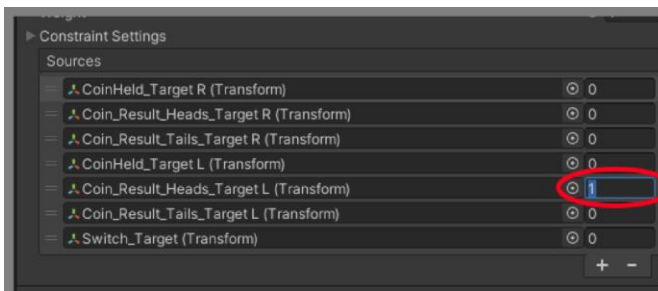 Constraint Settings
Sources
CoinHeld_Target R (Transform) 0
Coin_Result_Heads_Target R (Transform) 0
Coin_Result_Tails_Target R (Transform) 0
CoinHeld_Target L (Transform) 0
Coin_Result_Heads_Target L (Transform) 1
Coin_Result_Tails_Target L (Transform) 0
Switch_Target (Transform) 0
+ −